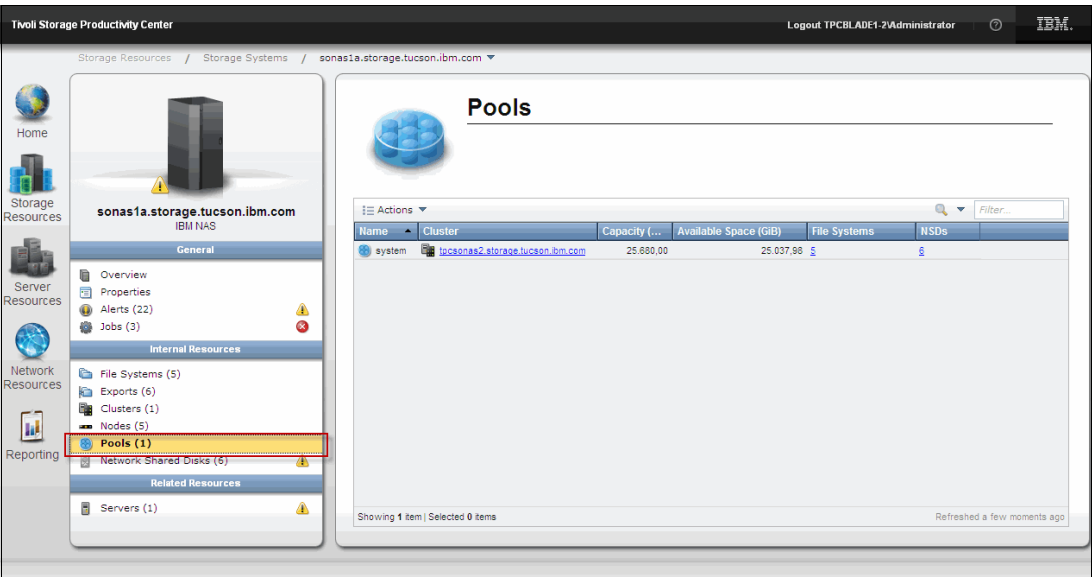 Tivoli Storage Productivity Center
Logout TPCBLADE1-2\Administrator
?
IBM.
Storage Resources / Storage Systems / sonas1a.storage.tucson.ibm.com
Home
Storage
Resources
Server
Resources
Network
Resources
Reporting
sonas1a.storage.tucson.ibm.com
IBM NAS
General
Overview
Properties
Alerts (22)
Jobs (3)
Internal Resources
File Systems (5)
Exports (6)
Clusters (1)
Nodes (5)
Pools (1)
Network Shared Disks (6)
Related Resources
Servers (1)
Pools
Actions
Filter...
Name Cluster Capacity (... Available Space (GiB) File Systems NSDs
system tpcsonas2.storage.tucson.ibm.com 25.680,00 25.037,98 5 6
Showing 1 item | Selected 0 items
Refreshed a few moments ago